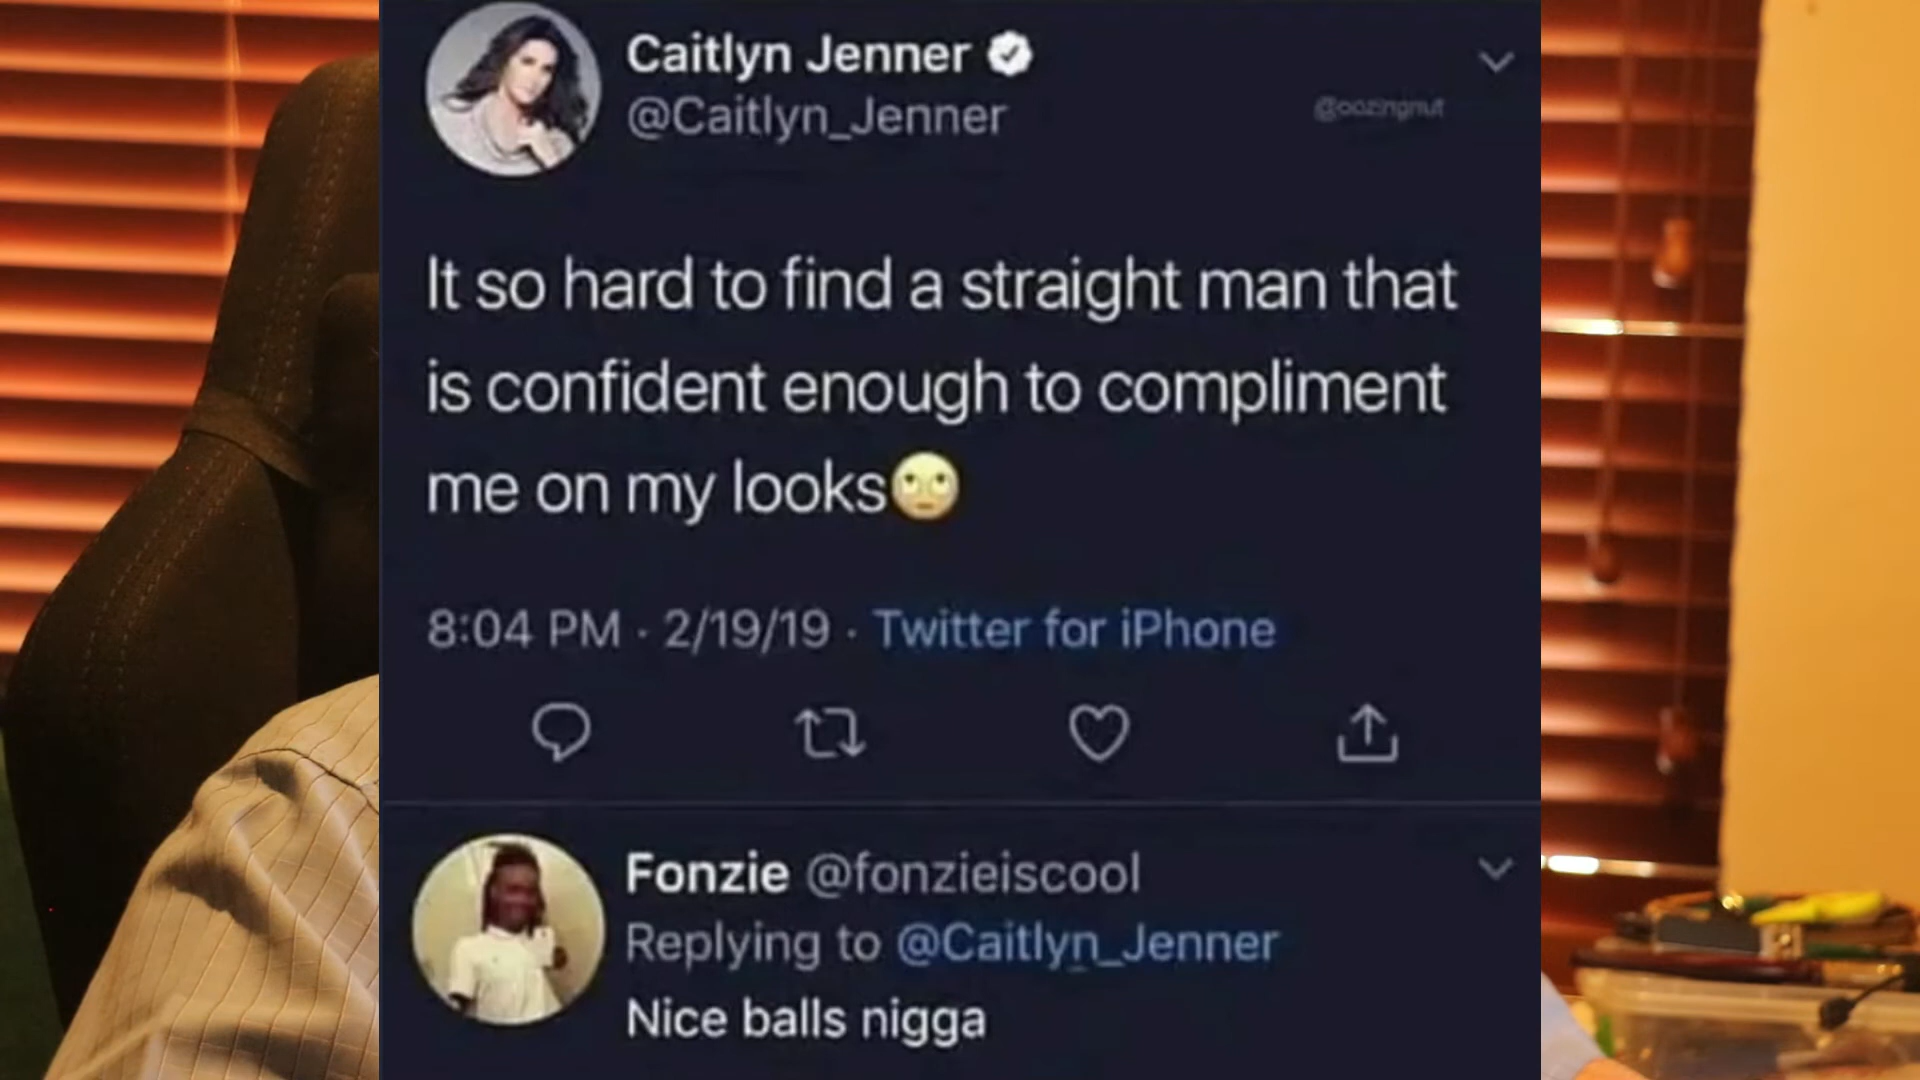 Caitlyn Jenner
@Caitlyn_Jenner
@oozingnut
It so hard to find a straight man that
is confident enough to compliment
me on my looks🙄
8:04 PM · 2/19/19 · Twitter for iPhone
Fonzie @fonzieiscool
Replying to @Caitlyn_Jenner
Nice balls nigga